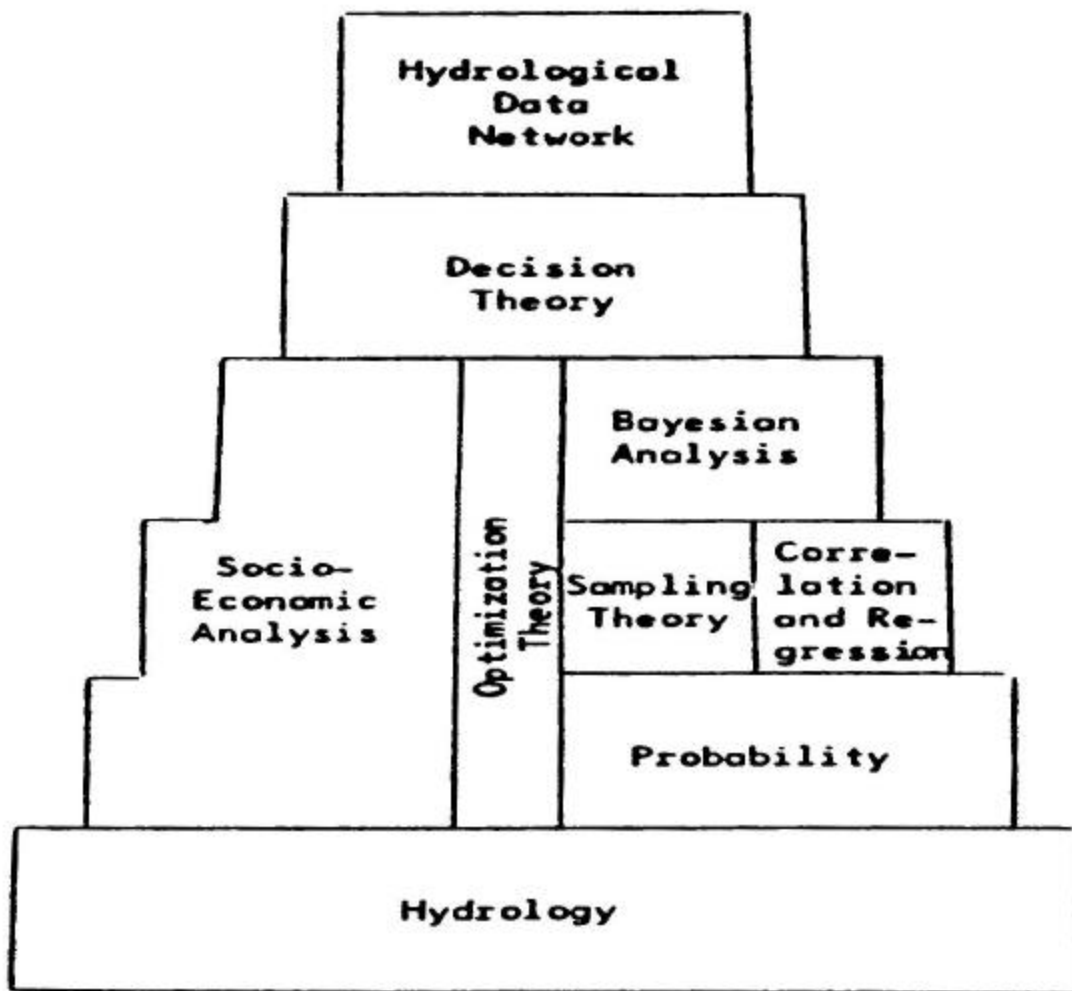 Hydrological
Data
Network
Decision
Theory
Bayesian
Analysis
Socio-
Economic
Analysis
Optimization
Theory
Sampling
Theory
Corre-
lation
and Re-
gression
Probability
Hydrology